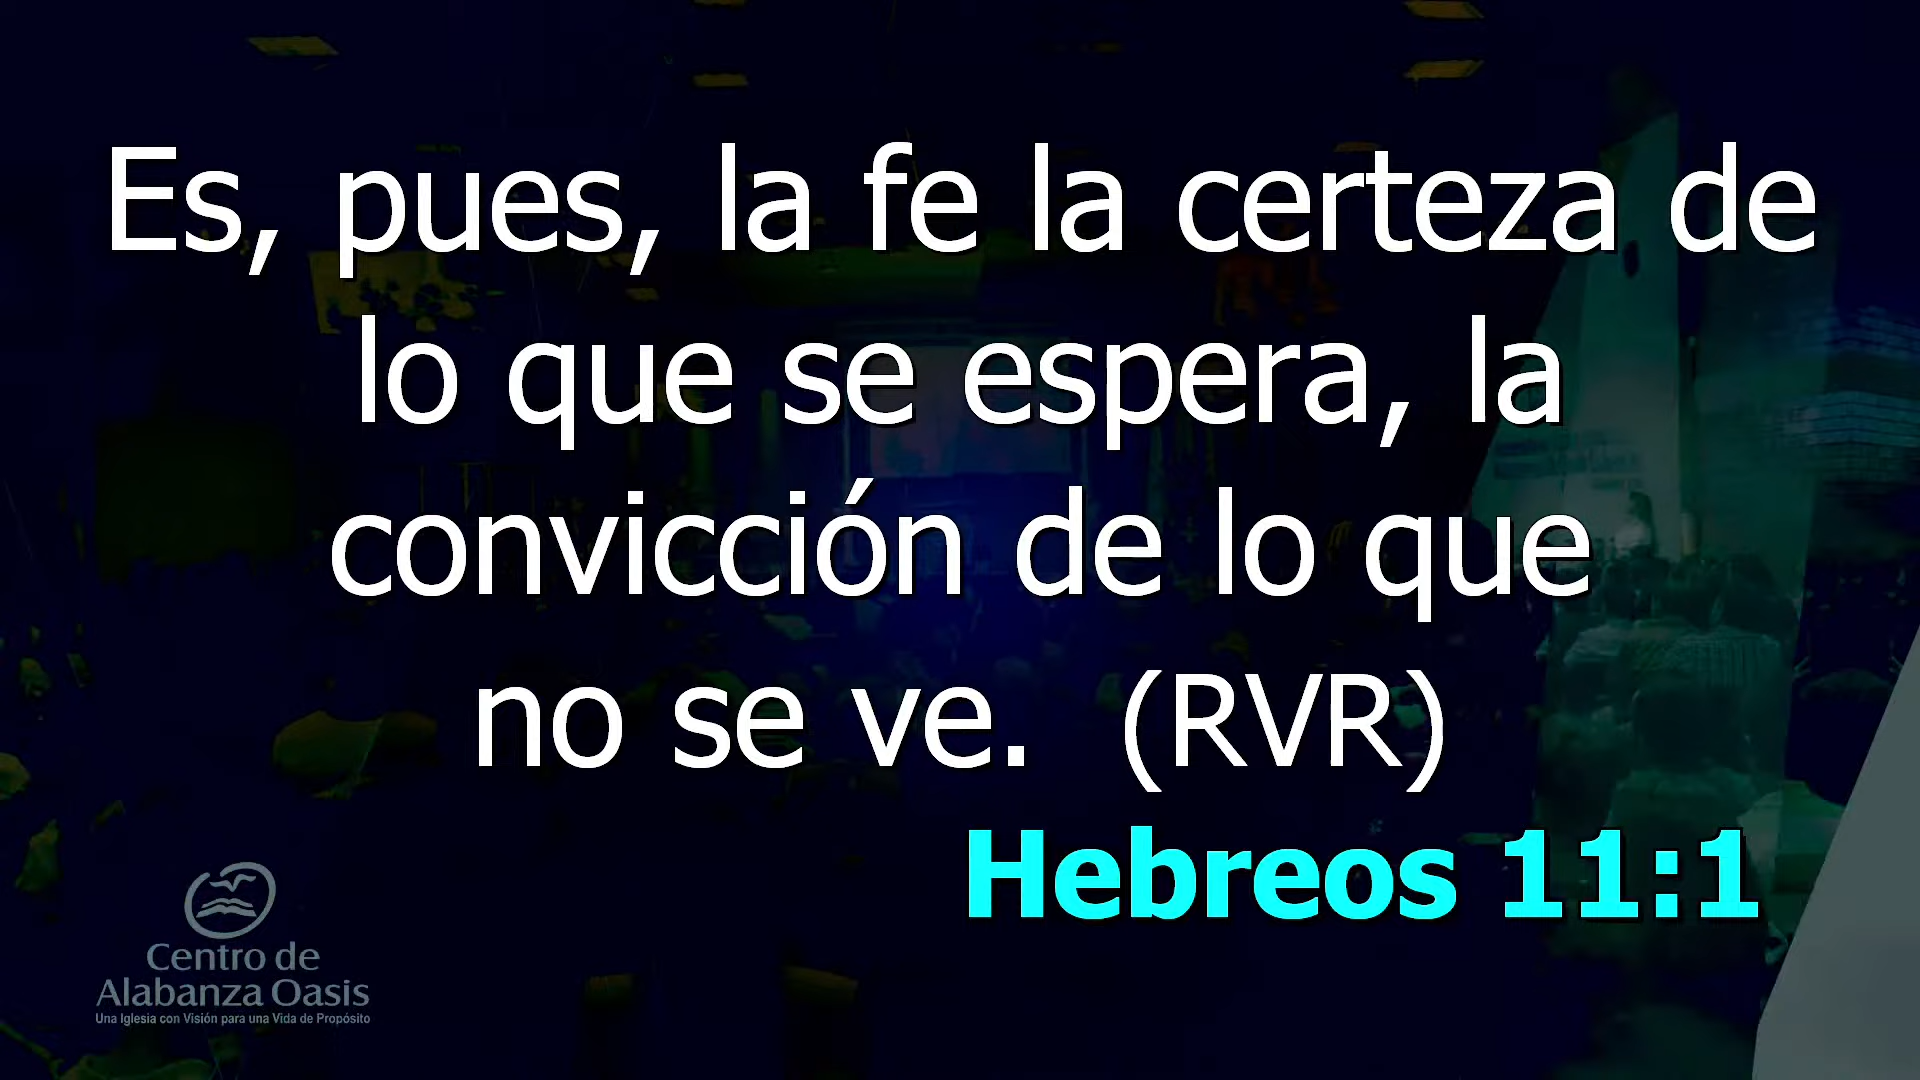 Es, pues, la fe la certeza de
lo que se espera, la
convicción de lo que
no se ve. (RVR)
Hebreos 11:1
Centro de
Alabanza Oasis
Una Iglesia con Visión para una Vida de Propósito